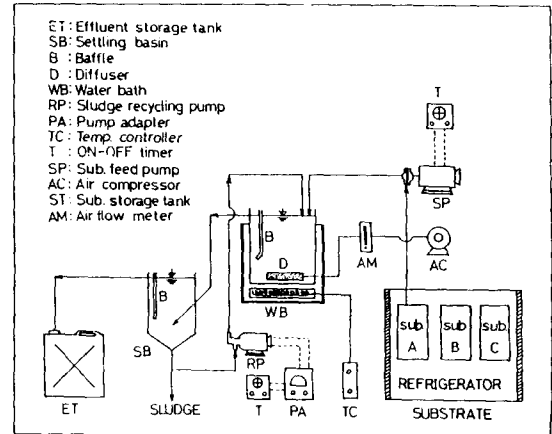 ET: Effluent storage tank
SB: Settling basin
B : Baffle
D : Diffuser
WB: Water bath
RP: Sludge recycling pump
PA: Pump adapter
TC: Temp. controller
T : ON-OFF timer
SP: Sub. feed pump
AC: Air compressor
ST: Sub. storage tank
AM: Air flow meter
T
SP
B
D
AM
AC
WB
B
SB
RP
sub. A
sub. B
sub. C
REFRIGERATOR
ET
SLUDGE
T
PA
TC
SUBSTRATE